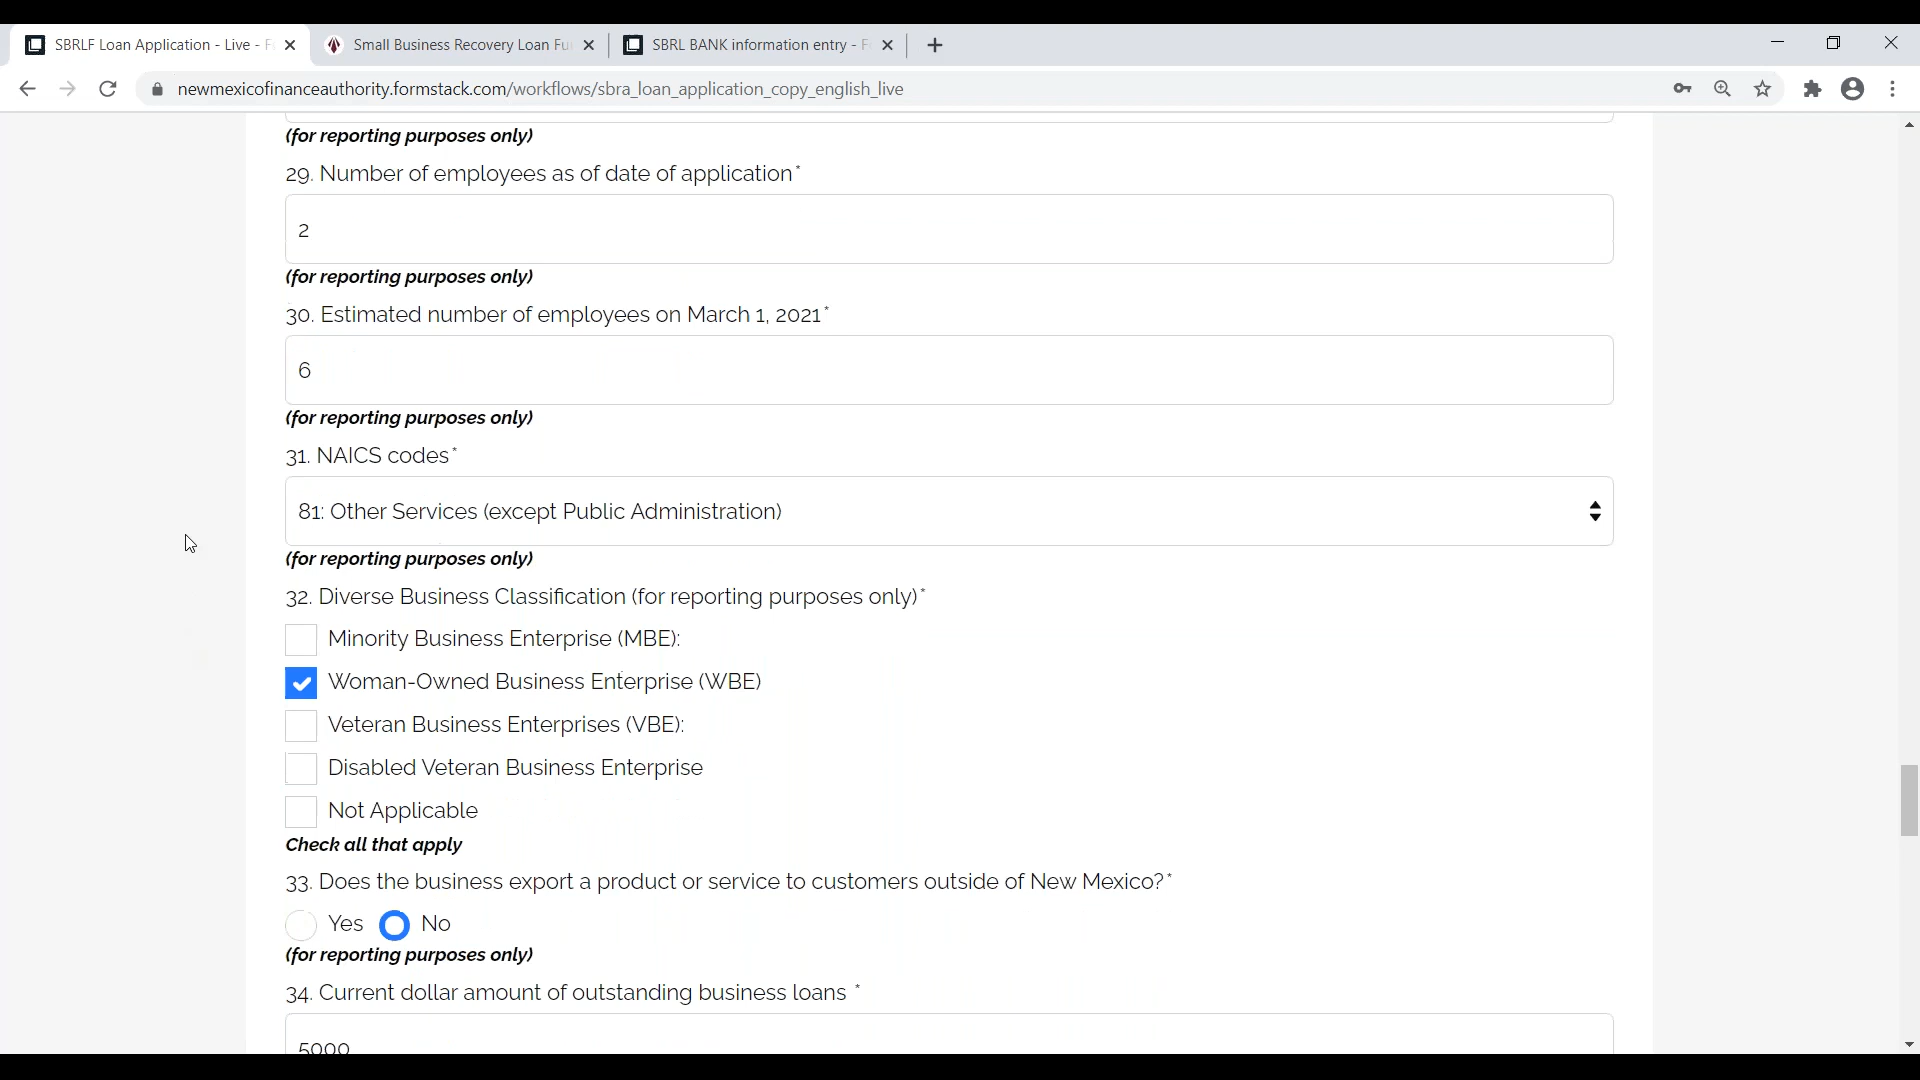 SBRLF Loan Application - Live - F
Small Business Recovery Loan Fu
SBRL BANK information entry - F
newmexicofinanceauthority.formstack.com/workflows/sbra_loan_application_copy_english_live
(for reporting purposes only)
29. Number of employees as of date of application*
2
(for reporting purposes only)
30. Estimated number of employees on March 1, 2021*
6
(for reporting purposes only)
31. NAICS codes*
81: Other Services (except Public Administration)
(for reporting purposes only)
32. Diverse Business Classification (for reporting purposes only)*
Minority Business Enterprise (MBE):
Woman-Owned Business Enterprise (WBE)
Veteran Business Enterprises (VBE):
Disabled Veteran Business Enterprise
Not Applicable
Check all that apply
33. Does the business export a product or service to customers outside of New Mexico?*
Yes No
(for reporting purposes only)
34. Current dollar amount of outstanding business loans *
5000